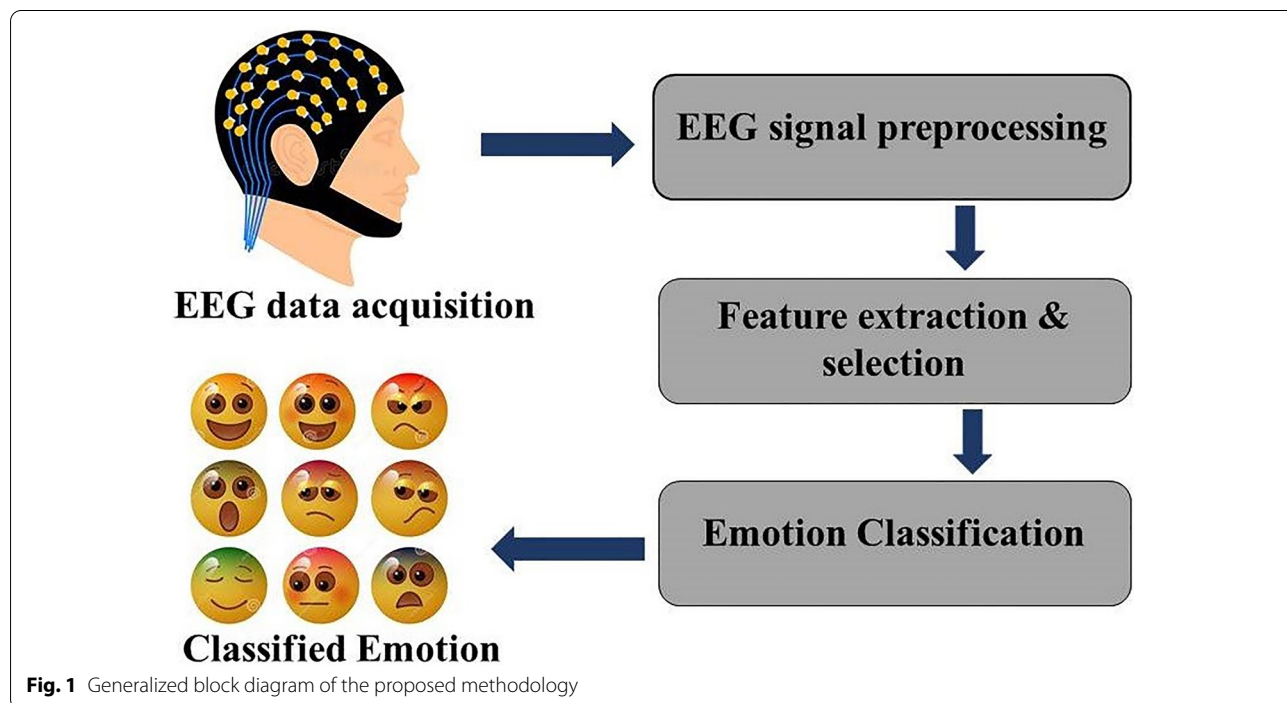 EEG signal preprocessing
EEG data acquisition
Feature extraction &
selection
Emotion Classification
Classified Emotion
Fig. 1 Generalized block diagram of the proposed methodology